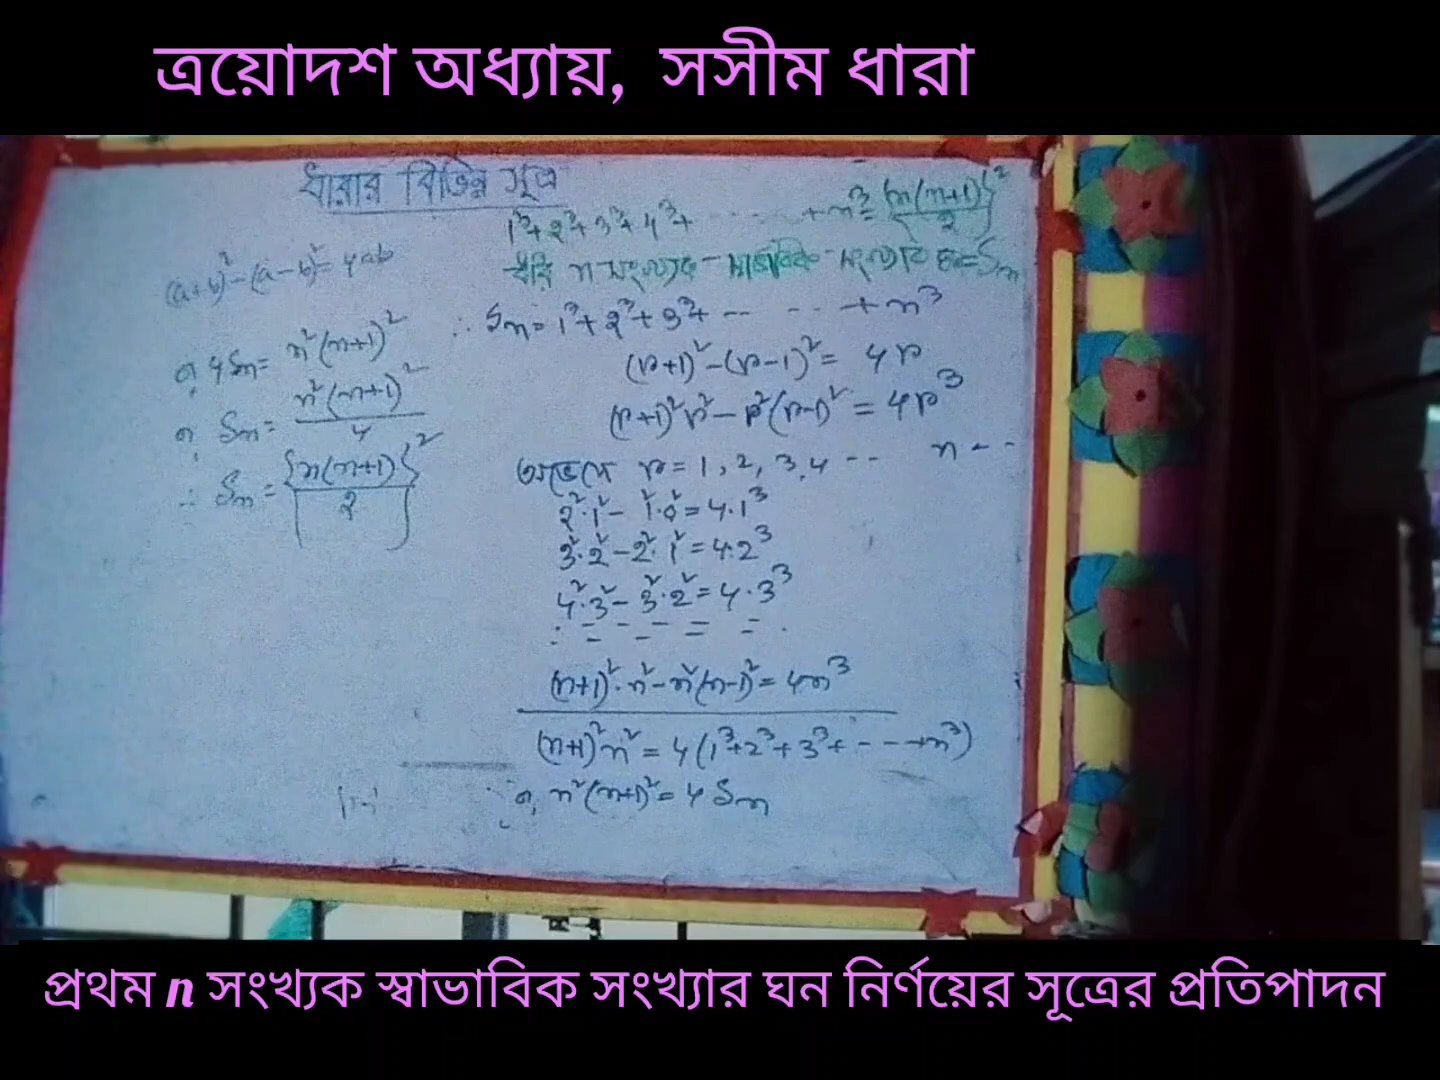 ত্রয়োদশ অধ্যায়, সসীম ধারা
ধারার বিভিন্ন সূত্র
1³+2³+3³+4³+ ...... +n³ = {n(n+1)/2}²
ধরি n সংখ্যক স্বাভাবিক সংখ্যার = Sn
∴ Sn = 1³+2³+3³+ -- -- +n³
(r+1)²-(r-1)² = 4r
(r+1)²r² - r²(r-1)² = 4r³
r = 1, 2, 3, 4 -- n --
2²·1² - 1²·0² = 4·1³
3²·2² - 2²·1² = 4·2³
4²·3² - 3²·2² = 4·3³
: - - - = = .
(n+1)²·n² - n²(n-1)² = 4n³
(n+1)²n² = 4(1³+2³+3³+ --- +n³)
বা, n²(n+1)² = 4Sn
(a+b)²-(a-b)² = 4ab
বা, 4Sn = n²(n+1)²
বা, Sn = n²(n+1)²/4
∴ Sn = {n(n+1)/2}²
প্রথম n সংখ্যক স্বাভাবিক সংখ্যার ঘন নির্ণয়ের সূত্রের প্রতিপাদন